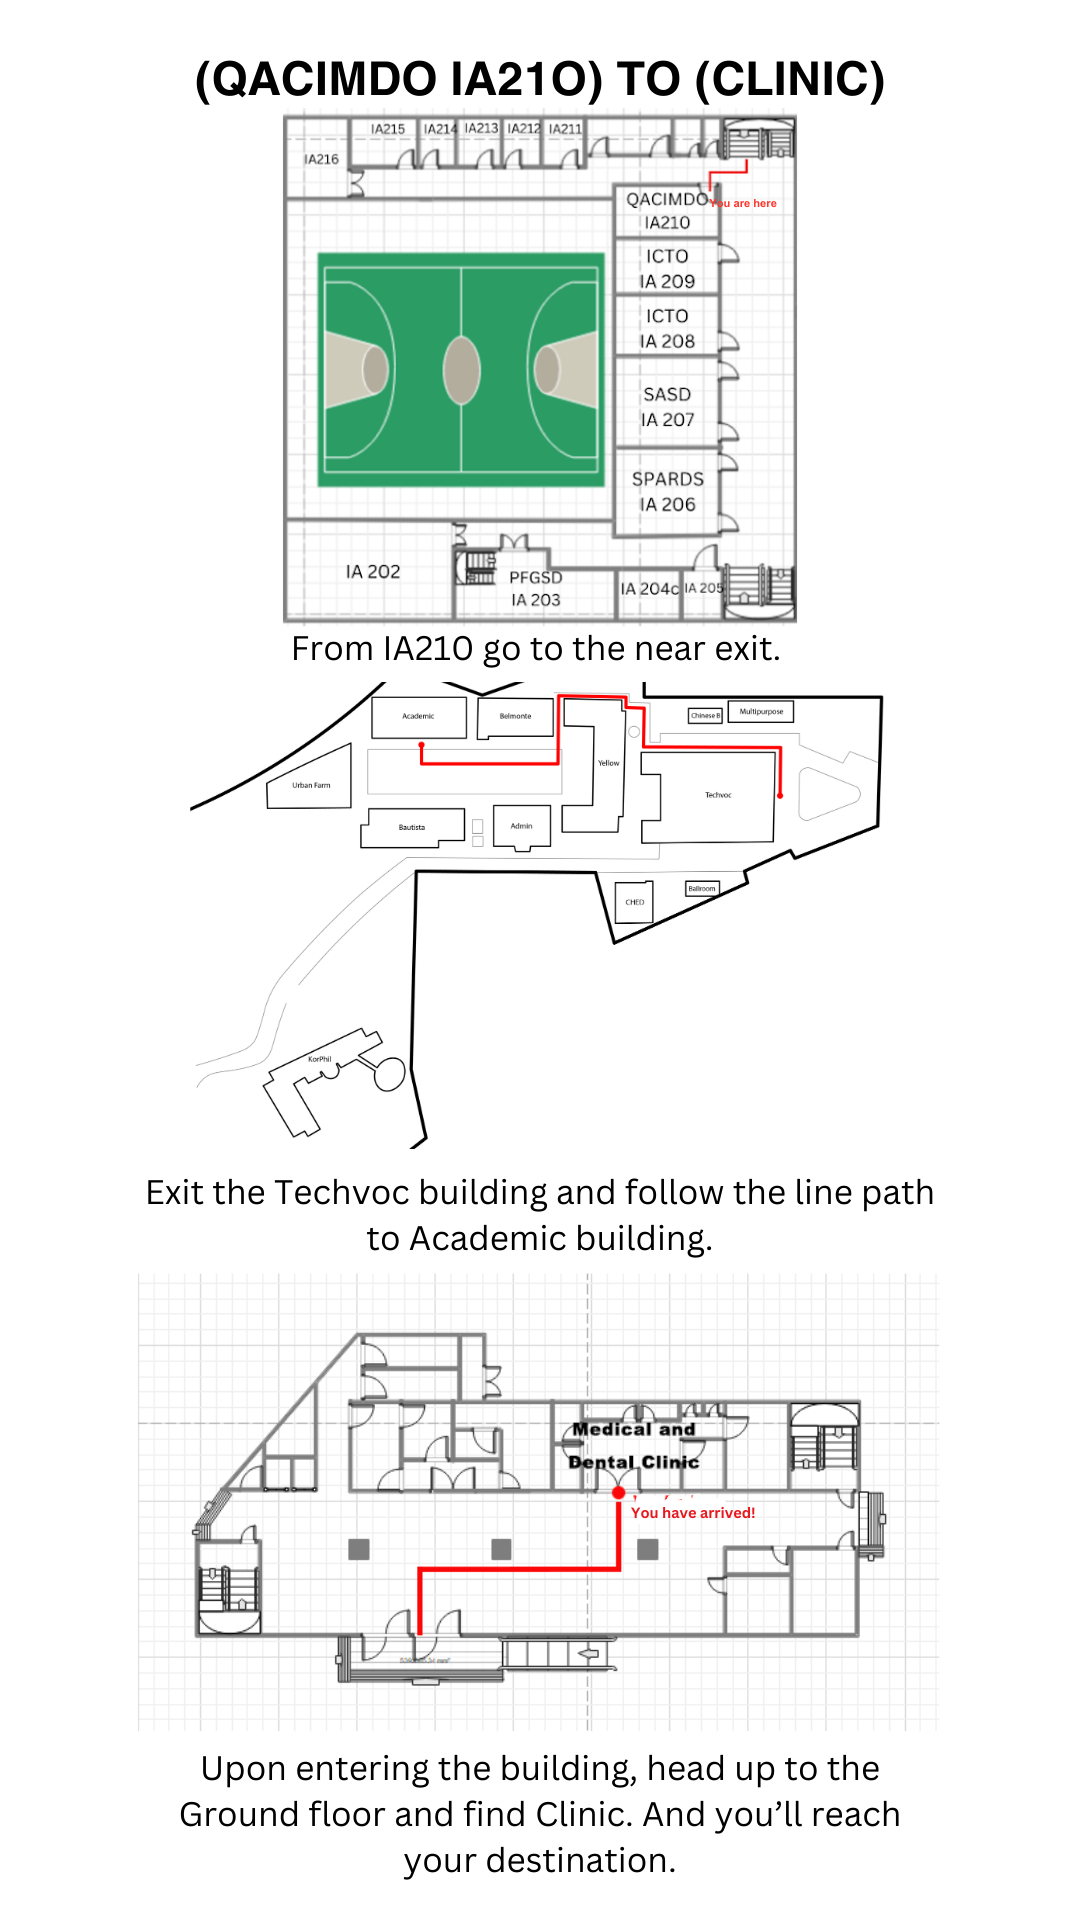 (QACIMDO IA21O) TO (CLINIC)
IA215
IA214
IA213
IA212
IA211
IA216
QACIMDO
IA210
You are here
ICTO
IA 209
ICTO
IA 208
SASD
IA 207
SPARDS
IA 206
IA 202
PFGSD
IA 203
IA 204c
IA 205
From IA210 go to the near exit.
Academic
Belmonte
Chinese B
Multipurpose
Urban Farm
Yellow
Techvoc
Bautista
Admin
CHED
Ballroom
KorPhil
Exit the Techvoc building and follow the line path
to Academic building.
Medical and
Dental Clinic
You have arrived!
Upon entering the building, head up to the
Ground floor and find Clinic. And you’ll reach
your destination.